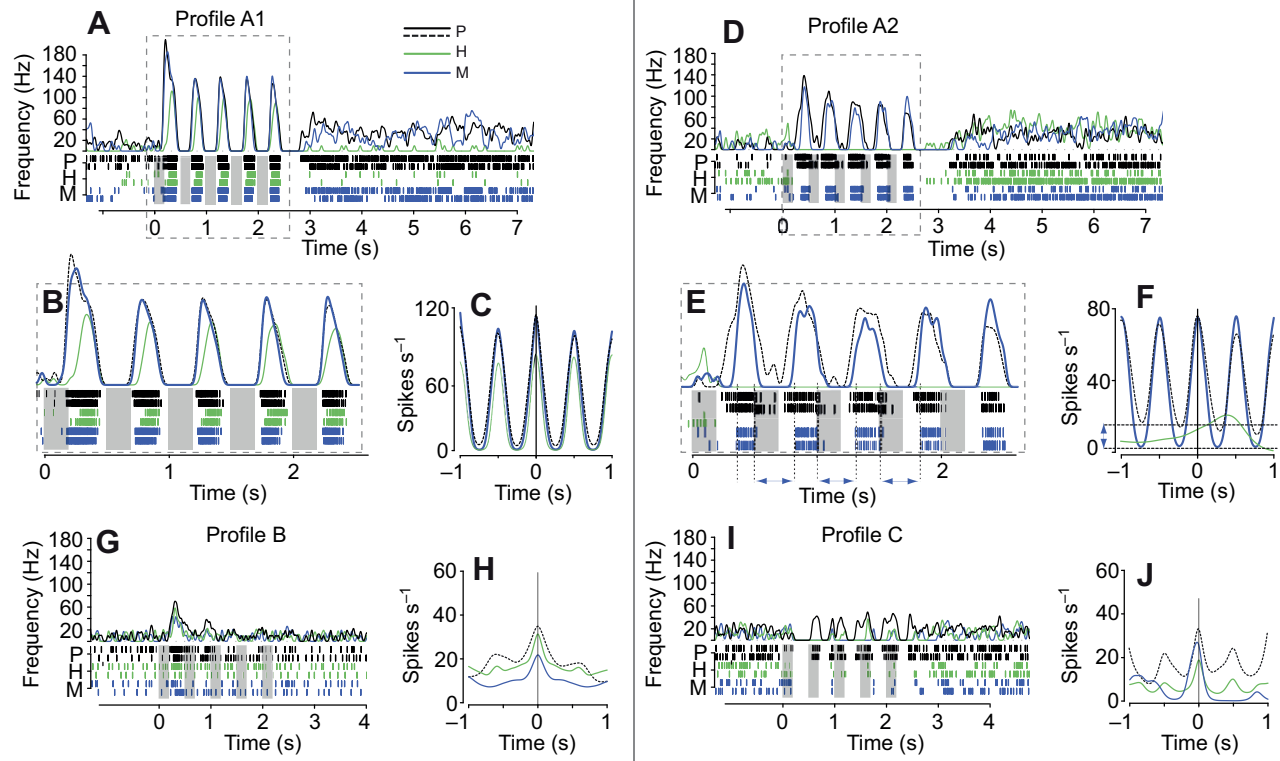 A
Profile A1
P
H
M
Frequency (Hz)
180
140
100
60
20
P
H
M
0 1 2 3 4 5 6 7
Time (s)
B
0 1 2
Time (s)
C
Spikes s–1
120
60
0
–1 0 1
Time (s)
D
Profile A2
Frequency (Hz)
180
140
100
60
20
P
H
M
0 1 2 3 4 5 6 7
Time (s)
E
0 2
Time (s)
F
Spikes s–1
80
40
0
–1 0 1
Time (s)
G
Profile B
Frequency (Hz)
180
140
100
60
20
P
H
M
0 1 2 3 4
Time (s)
H
Spikes s–1
60
40
20
0
–1 0 1
Time (s)
I
Profile C
Frequency (Hz)
180
140
100
60
20
P
H
M
0 1 2 3 4
Time (s)
J
Spikes s–1
60
40
20
0
–1 0 1
Time (s)